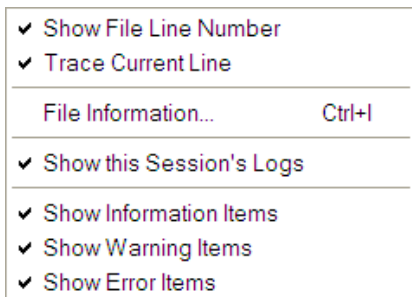 Show File Line Number
Trace Current Line
File Information... Ctrl+I
Show this Session's Logs
Show Information Items
Show Warning Items
Show Error Items